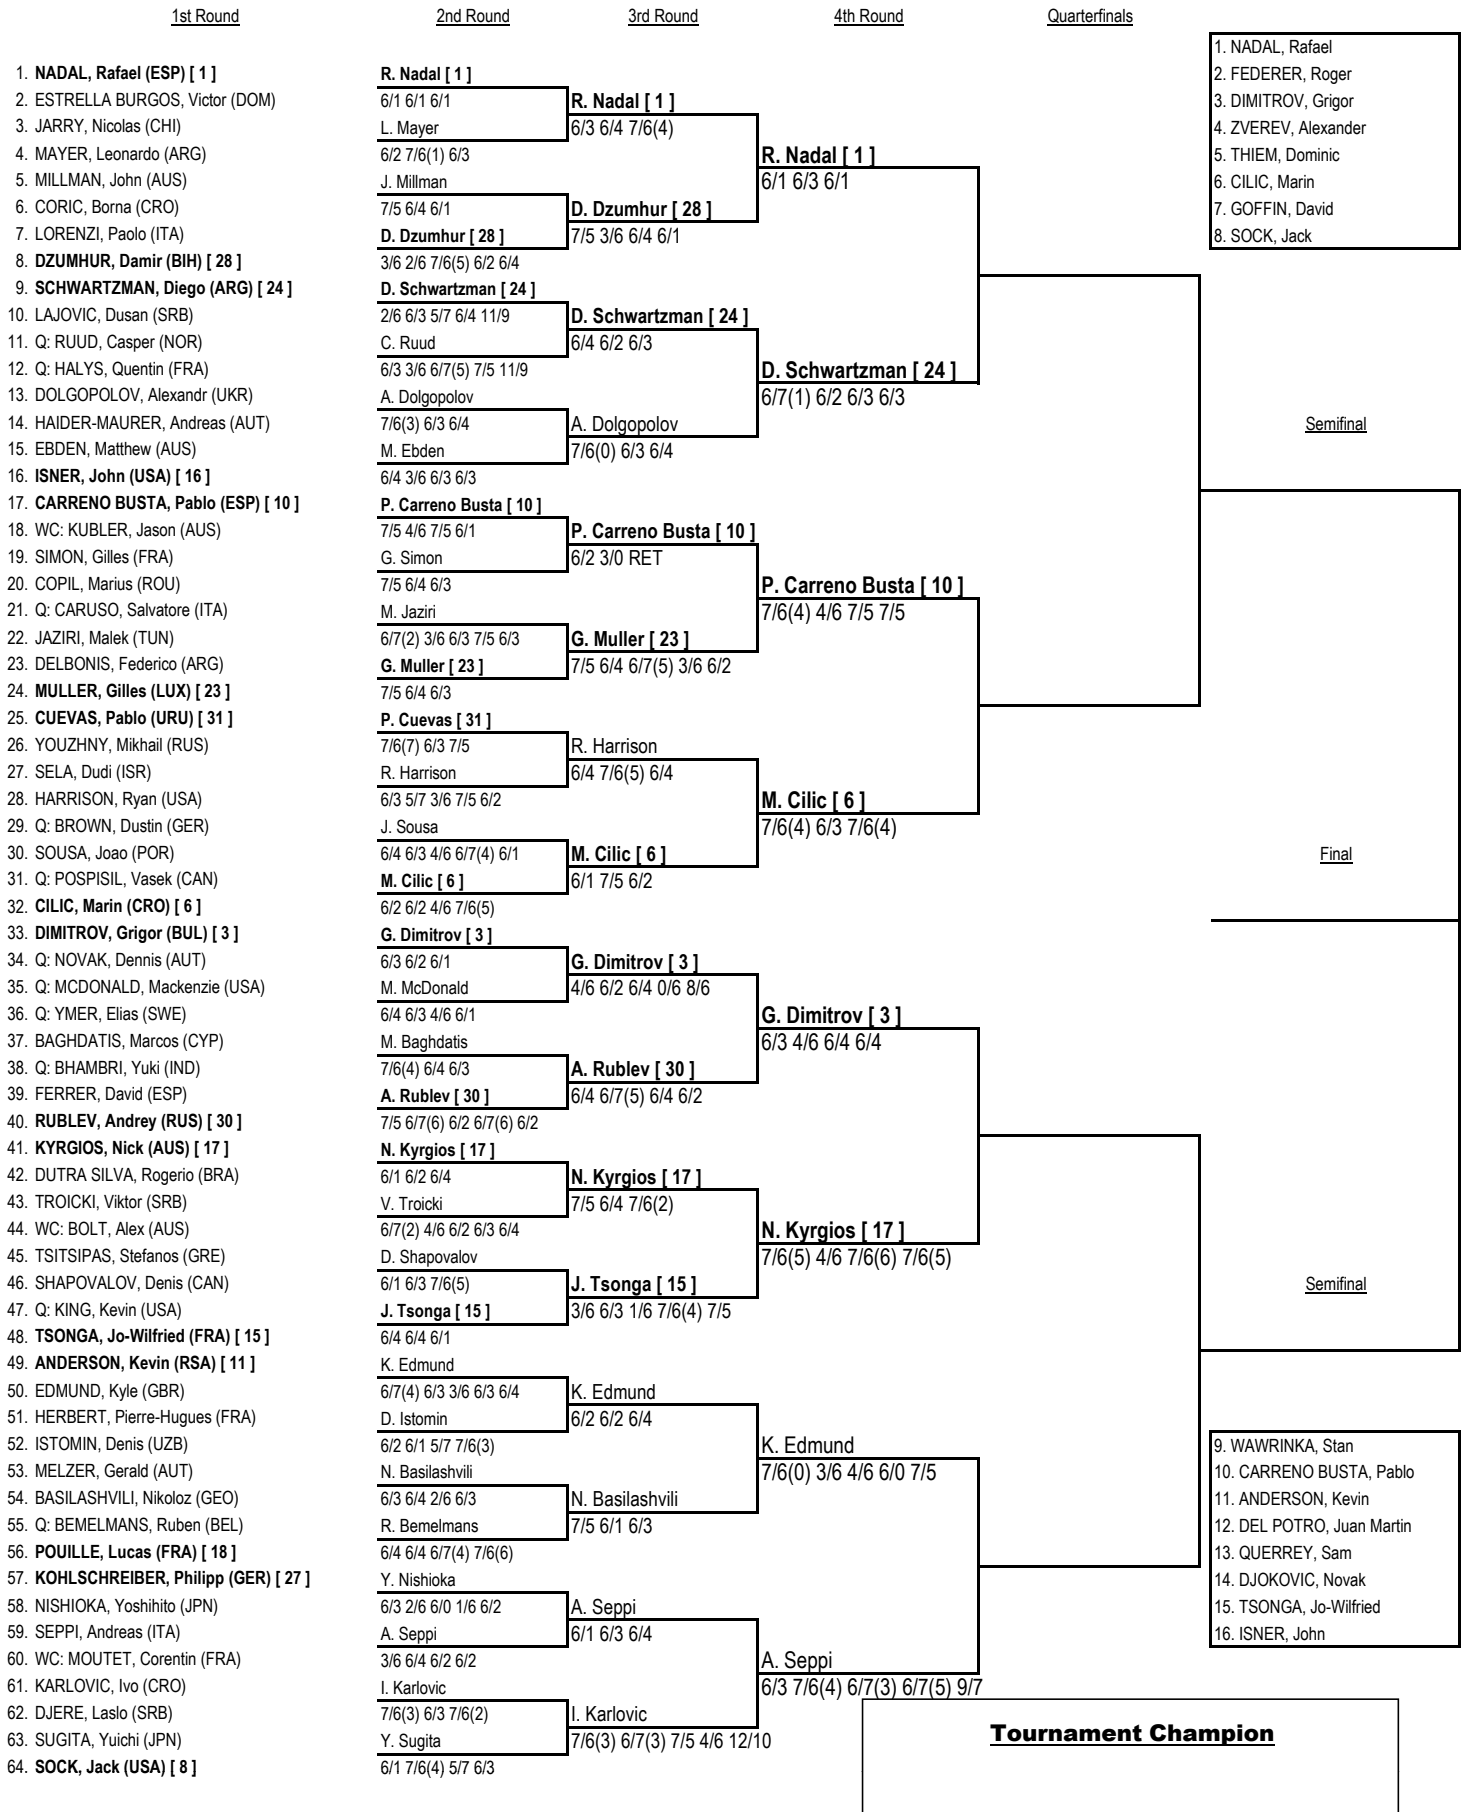 1st Round 2nd Round 3rd Round 4th Round Quarterfinals
1. NADAL, Rafael
1. NADAL, Rafael (ESP) [ 1 ] R. Nadal [ 1 ] 2. FEDERER, Roger
2. ESTRELLA BURGOS, Victor (DOM) 6/1 6/1 6/1 R. Nadal [ 1 ] 3. DIMITROV, Grigor
3. JARRY, Nicolas (CHI) L. Mayer 6/3 6/4 7/6(4) 4. ZVEREV, Alexander
4. MAYER, Leonardo (ARG) 6/2 7/6(1) 6/3 R. Nadal [ 1 ] 5. THIEM, Dominic
5. MILLMAN, John (AUS) J. Millman 6/1 6/3 6/1 6. CILIC, Marin
6. CORIC, Borna (CRO) 7/5 6/4 6/1 D. Dzumhur [ 28 ] 7. GOFFIN, David
7. LORENZI, Paolo (ITA) D. Dzumhur [ 28 ] 7/5 3/6 6/4 6/1 8. SOCK, Jack
8. DZUMHUR, Damir (BIH) [ 28 ] 3/6 2/6 7/6(5) 6/2 6/4
9. SCHWARTZMAN, Diego (ARG) [ 24 ] D. Schwartzman [ 24 ]
10. LAJOVIC, Dusan (SRB) 2/6 6/3 5/7 6/4 11/9 D. Schwartzman [ 24 ]
11. Q: RUUD, Casper (NOR) C. Ruud 6/4 6/2 6/3
12. Q: HALYS, Quentin (FRA) 6/3 3/6 6/7(5) 7/5 11/9 D. Schwartzman [ 24 ]
13. DOLGOPOLOV, Alexandr (UKR) A. Dolgopolov 6/7(1) 6/2 6/3 6/3
14. HAIDER-MAURER, Andreas (AUT) 7/6(3) 6/3 6/4 A. Dolgopolov Semifinal
15. EBDEN, Matthew (AUS) M. Ebden 7/6(0) 6/3 6/4
16. ISNER, John (USA) [ 16 ] 6/4 3/6 6/3 6/3
17. CARRENO BUSTA, Pablo (ESP) [ 10 ] P. Carreno Busta [ 10 ]
18. WC: KUBLER, Jason (AUS) 7/5 4/6 7/5 6/1 P. Carreno Busta [ 10 ]
19. SIMON, Gilles (FRA) G. Simon 6/2 3/0 RET
20. COPIL, Marius (ROU) 7/5 6/4 6/3 P. Carreno Busta [ 10 ]
21. Q: CARUSO, Salvatore (ITA) M. Jaziri 7/6(4) 4/6 7/5 7/5
22. JAZIRI, Malek (TUN) 6/7(2) 3/6 6/3 7/5 6/3 G. Muller [ 23 ]
23. DELBONIS, Federico (ARG) G. Muller [ 23 ] 7/5 6/4 6/7(5) 3/6 6/2
24. MULLER, Gilles (LUX) [ 23 ] 7/5 6/4 6/3
25. CUEVAS, Pablo (URU) [ 31 ] P. Cuevas [ 31 ]
26. YOUZHNY, Mikhail (RUS) 7/6(7) 6/3 7/5 R. Harrison
27. SELA, Dudi (ISR) R. Harrison 6/4 7/6(5) 6/4
28. HARRISON, Ryan (USA) 6/3 5/7 3/6 7/5 6/2 M. Cilic [ 6 ]
29. Q: BROWN, Dustin (GER) J. Sousa 7/6(4) 6/3 7/6(4)
30. SOUSA, Joao (POR) 6/4 6/3 4/6 6/7(4) 6/1 M. Cilic [ 6 ] Final
31. Q: POSPISIL, Vasek (CAN) M. Cilic [ 6 ] 6/1 7/5 6/2
32. CILIC, Marin (CRO) [ 6 ] 6/2 6/2 4/6 7/6(5)
33. DIMITROV, Grigor (BUL) [ 3 ] G. Dimitrov [ 3 ]
34. Q: NOVAK, Dennis (AUT) 6/3 6/2 6/1 G. Dimitrov [ 3 ]
35. Q: MCDONALD, Mackenzie (USA) M. McDonald 4/6 6/2 6/4 0/6 8/6
36. Q: YMER, Elias (SWE) 6/4 6/3 4/6 6/1 G. Dimitrov [ 3 ]
37. BAGHDATIS, Marcos (CYP) M. Baghdatis 6/3 4/6 6/4 6/4
38. Q: BHAMBRI, Yuki (IND) 7/6(4) 6/4 6/3 A. Rublev [ 30 ]
39. FERRER, David (ESP) A. Rublev [ 30 ] 6/4 6/7(5) 6/4 6/2
40. RUBLEV, Andrey (RUS) [ 30 ] 7/5 6/7(6) 6/2 6/7(6) 6/2
41. KYRGIOS, Nick (AUS) [ 17 ] N. Kyrgios [ 17 ]
42. DUTRA SILVA, Rogerio (BRA) 6/1 6/2 6/4 N. Kyrgios [ 17 ]
43. TROICKI, Viktor (SRB) V. Troicki 7/5 6/4 7/6(2)
44. WC: BOLT, Alex (AUS) 6/7(2) 4/6 6/2 6/3 6/4 N. Kyrgios [ 17 ]
45. TSITSIPAS, Stefanos (GRE) D. Shapovalov 7/6(5) 4/6 7/6(6) 7/6(5)
46. SHAPOVALOV, Denis (CAN) 6/1 6/3 7/6(5) J. Tsonga [ 15 ] Semifinal
47. Q: KING, Kevin (USA) J. Tsonga [ 15 ] 3/6 6/3 1/6 7/6(4) 7/5
48. TSONGA, Jo-Wilfried (FRA) [ 15 ] 6/4 6/4 6/1
49. ANDERSON, Kevin (RSA) [ 11 ] K. Edmund
50. EDMUND, Kyle (GBR) 6/7(4) 6/3 3/6 6/3 6/4 K. Edmund
51. HERBERT, Pierre-Hugues (FRA) D. Istomin 6/2 6/2 6/4
52. ISTOMIN, Denis (UZB) 6/2 6/1 5/7 7/6(3) K. Edmund 9. WAWRINKA, Stan
53. MELZER, Gerald (AUT) N. Basilashvili 7/6(0) 3/6 4/6 6/0 7/5 10. CARRENO BUSTA, Pablo
54. BASILASHVILI, Nikoloz (GEO) 6/3 6/4 2/6 6/3 N. Basilashvili 11. ANDERSON, Kevin
55. Q: BEMELMANS, Ruben (BEL) R. Bemelmans 7/5 6/1 6/3 12. DEL POTRO, Juan Martin
56. POUILLE, Lucas (FRA) [ 18 ] 6/4 6/4 6/7(4) 7/6(6) 13. QUERREY, Sam
57. KOHLSCHREIBER, Philipp (GER) [ 27 ] Y. Nishioka 14. DJOKOVIC, Novak
58. NISHIOKA, Yoshihito (JPN) 6/3 2/6 6/0 1/6 6/2 A. Seppi 15. TSONGA, Jo-Wilfried
59. SEPPI, Andreas (ITA) A. Seppi 6/1 6/3 6/4 16. ISNER, John
60. WC: MOUTET, Corentin (FRA) 3/6 6/4 6/2 6/2 A. Seppi
61. KARLOVIC, Ivo (CRO) I. Karlovic 6/3 7/6(4) 6/7(3) 6/7(5) 9/7
62. DJERE, Laslo (SRB) 7/6(3) 6/3 7/6(2) I. Karlovic
63. SUGITA, Yuichi (JPN) Y. Sugita 7/6(3) 6/7(3) 7/5 4/6 12/10 Tournament Champion
64. SOCK, Jack (USA) [ 8 ] 6/1 7/6(4) 5/7 6/3